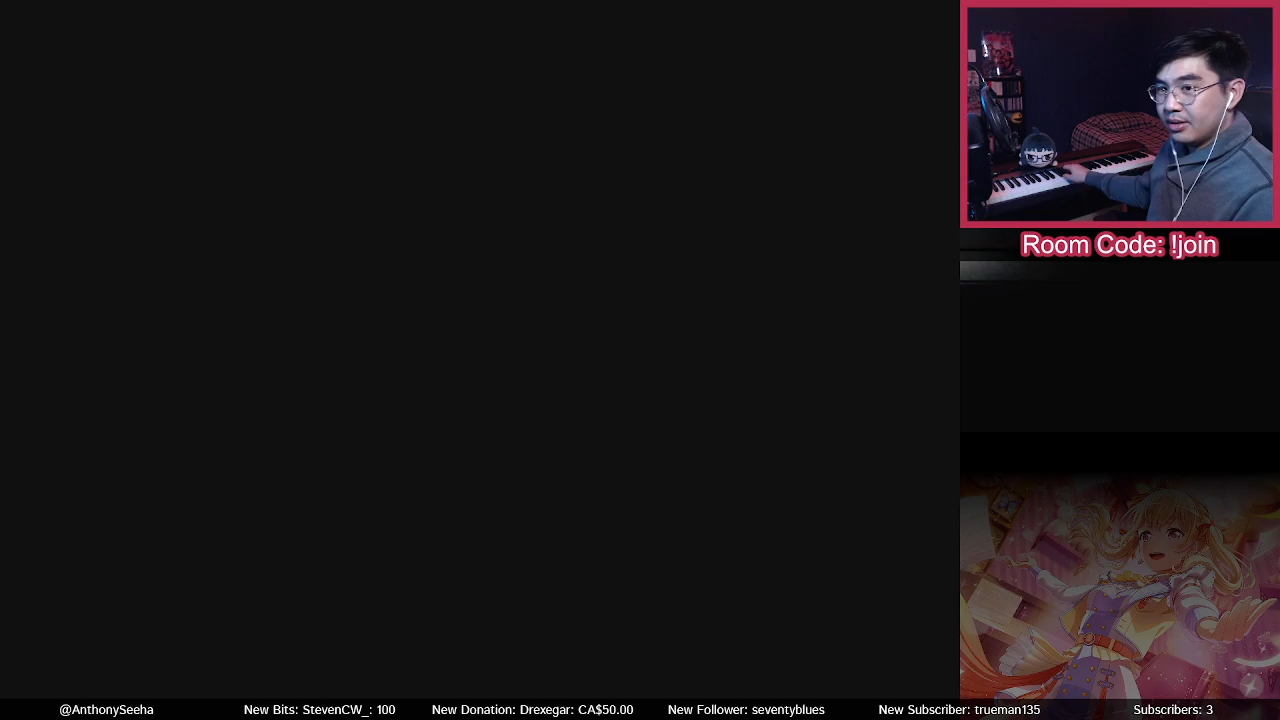 Room Code: !join
@AnthonySeeha New Bits: StevenCW_: 100 New Donation: Drexegar: CA$50.00 New Follower: seventyblues New Subscriber: trueman135 Subscribers: 3